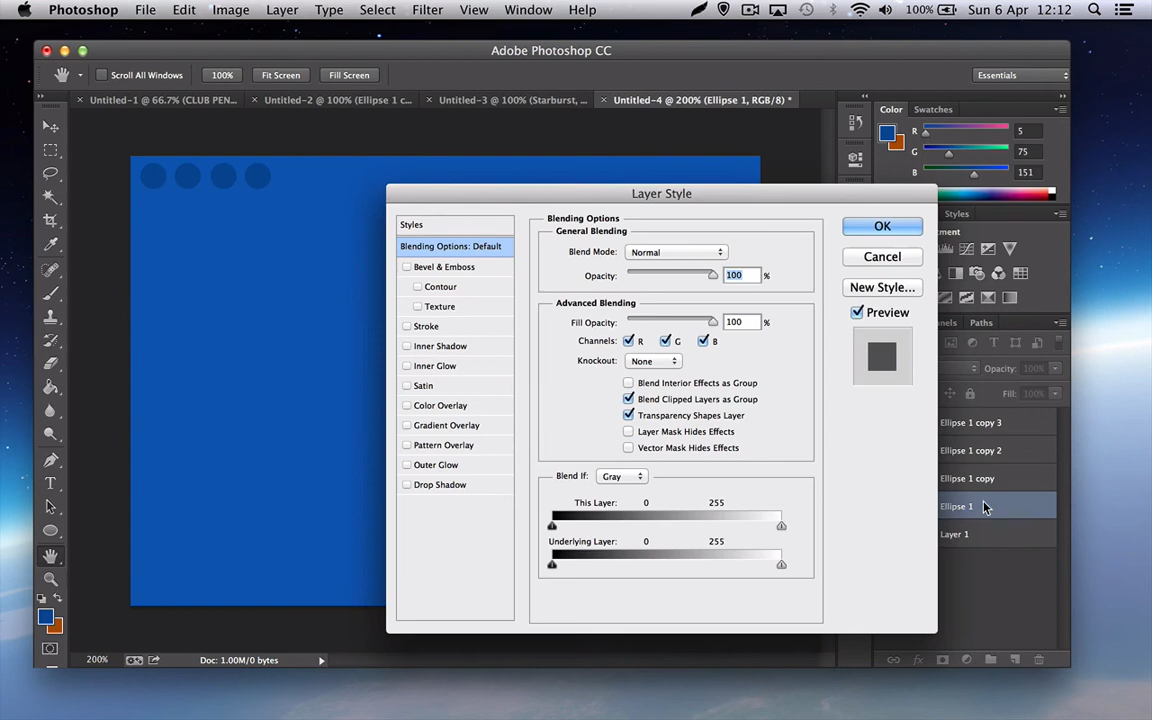 Photoshop File Edit Image Layer Type Select Filter View Window Help 100% Sun 6 Apr 12:12
Adobe Photoshop CC
Scroll All Windows 100% Fit Screen Fill Screen Essentials
Untitled-1 @ 66.7% (CLUB PEN... Untitled-2 @ 100% (Ellipse 1 c... Untitled-3 @ 100% (Starburst, ... Untitled-4 @ 200% (Ellipse 1, RGB/8) *
Color Swatches
R 5
G 75
B 151
Layer Style
Styles
Blending Options: Default
Bevel & Emboss
Contour
Texture
Stroke
Inner Shadow
Inner Glow
Satin
Color Overlay
Gradient Overlay
Pattern Overlay
Outer Glow
Drop Shadow
Blending Options
General Blending
Blend Mode: Normal
Opacity: 100 %
Advanced Blending
Fill Opacity: 100 %
Channels: R G B
Knockout: None
Blend Interior Effects as Group
Blend Clipped Layers as Group
Transparency Shapes Layer
Layer Mask Hides Effects
Vector Mask Hides Effects
Blend If: Gray
This Layer: 0 255
Underlying Layer: 0 255
OK
Cancel
New Style...
Preview
Styles
Paths
Opacity: 100%
Fill: 100%
Ellipse 1 copy 3
Ellipse 1 copy 2
Ellipse 1 copy
Ellipse 1
Layer 1
200% Doc: 1.00M/0 bytes